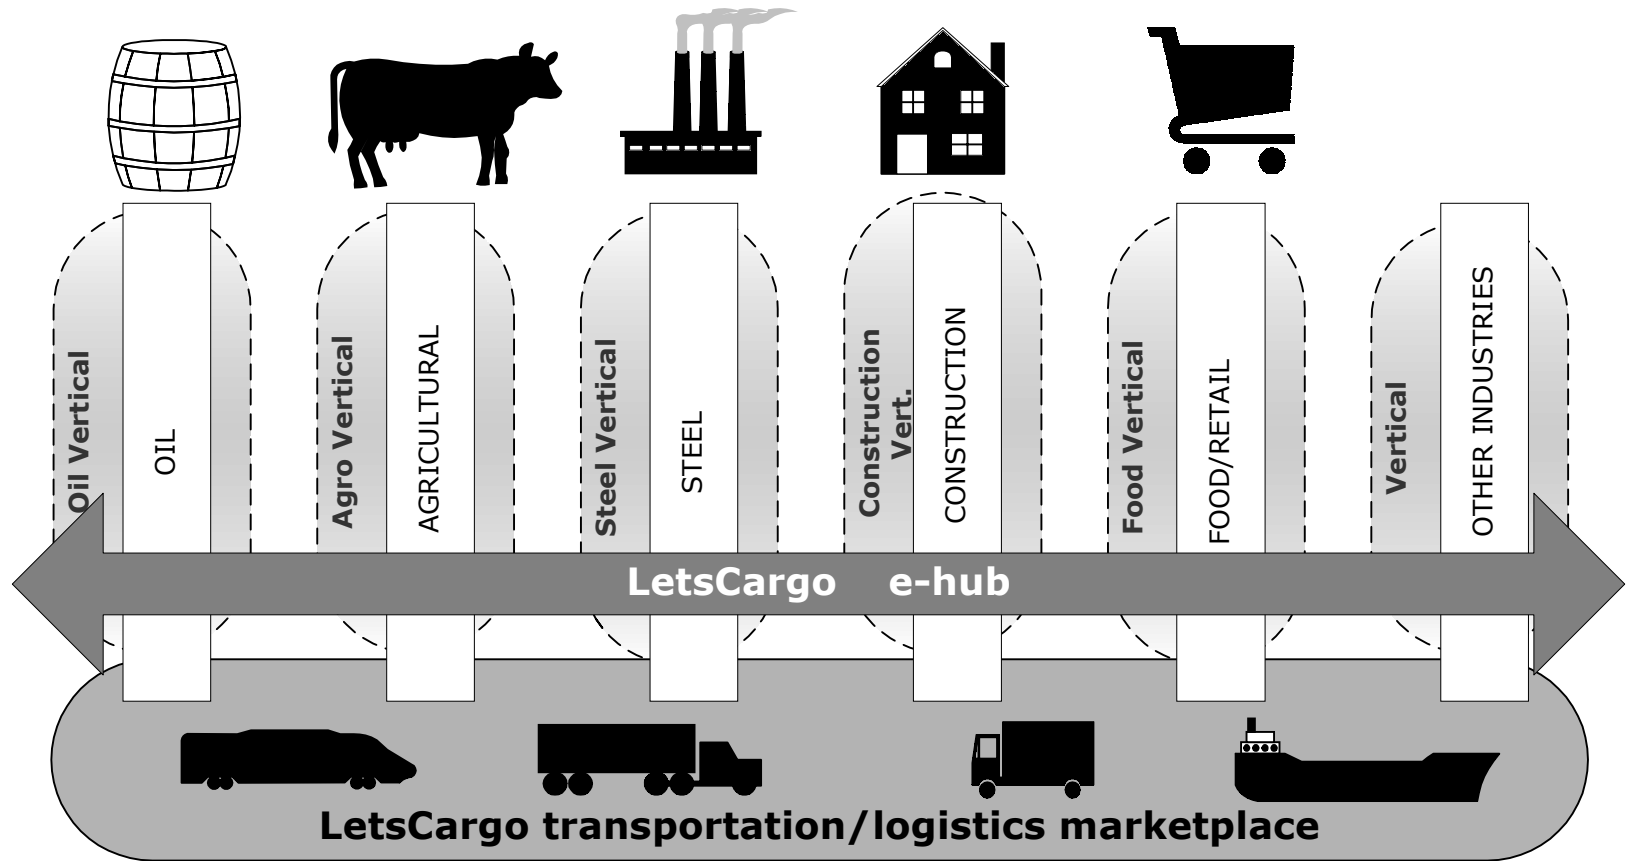 Oil Vertical
OIL
Agro Vertical
AGRICULTURAL
Steel Vertical
STEEL
Construction
Vert.
CONSTRUCTION
Food Vertical
FOOD/RETAIL
Vertical
OTHER INDUSTRIES
LetsCargo e-hub
LetsCargo transportation/logistics marketplace